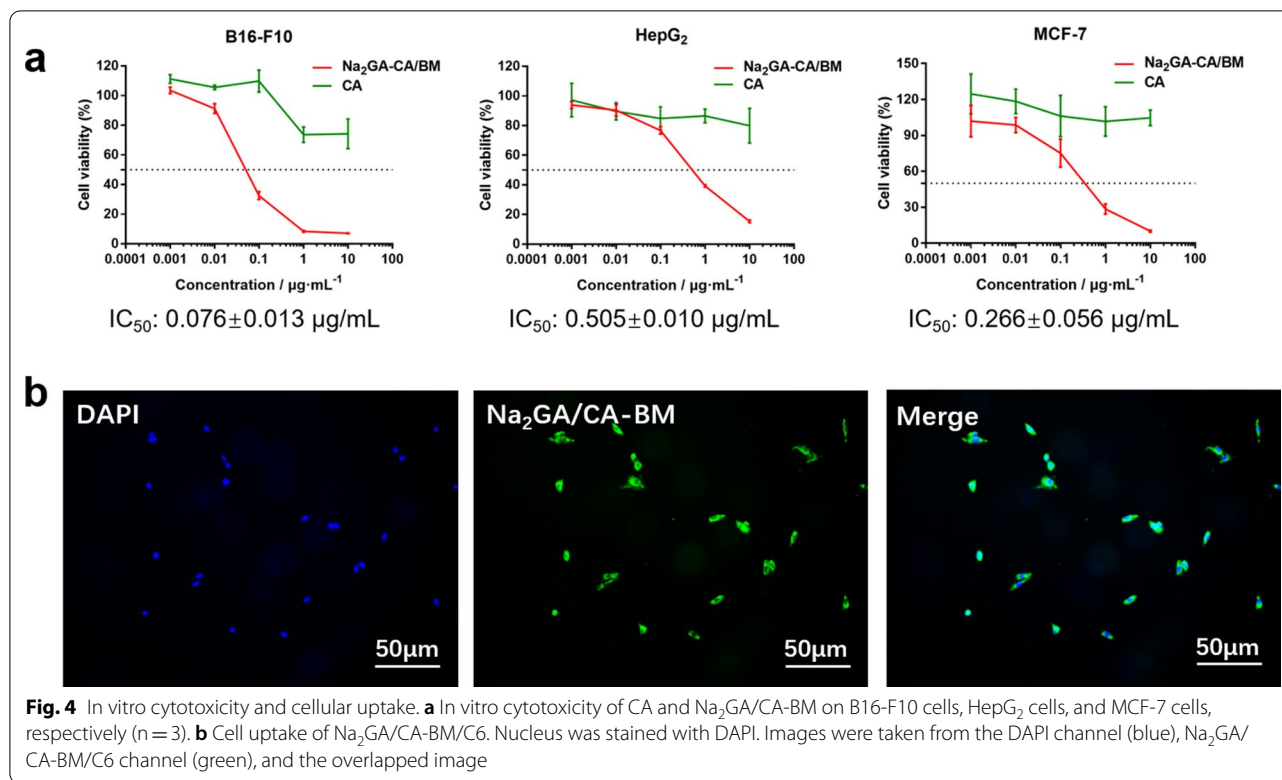 a
B16-F10
Na₂GA-CA/BM
CA
Cell viability (%)
120
100
80
60
40
20
0
0.0001 0.001 0.01 0.1 1 10 100
Concentration / µg·mL⁻¹
IC₅₀: 0.076±0.013 µg/mL
HepG₂
Na₂GA-CA/BM
CA
Cell viability (%)
120
100
80
60
40
20
0
0.0001 0.001 0.01 0.1 1 10 100
Concentration / µg·mL⁻¹
IC₅₀: 0.505±0.010 µg/mL
MCF-7
Na₂GA-CA/BM
CA
Cell viability (%)
150
120
90
60
30
0
0.0001 0.001 0.01 0.1 1 10 100
Concentration / µg·mL⁻¹
IC₅₀: 0.266±0.056 µg/mL
b
DAPI
50µm
Na₂GA/CA-BM
50µm
Merge
50µm
Fig. 4 In vitro cytotoxicity and cellular uptake. a In vitro cytotoxicity of CA and Na₂GA/CA-BM on B16-F10 cells, HepG₂ cells, and MCF-7 cells,
respectively (n = 3). b Cell uptake of Na₂GA/CA-BM/C6. Nucleus was stained with DAPI. Images were taken from the DAPI channel (blue), Na₂GA/
CA-BM/C6 channel (green), and the overlapped image